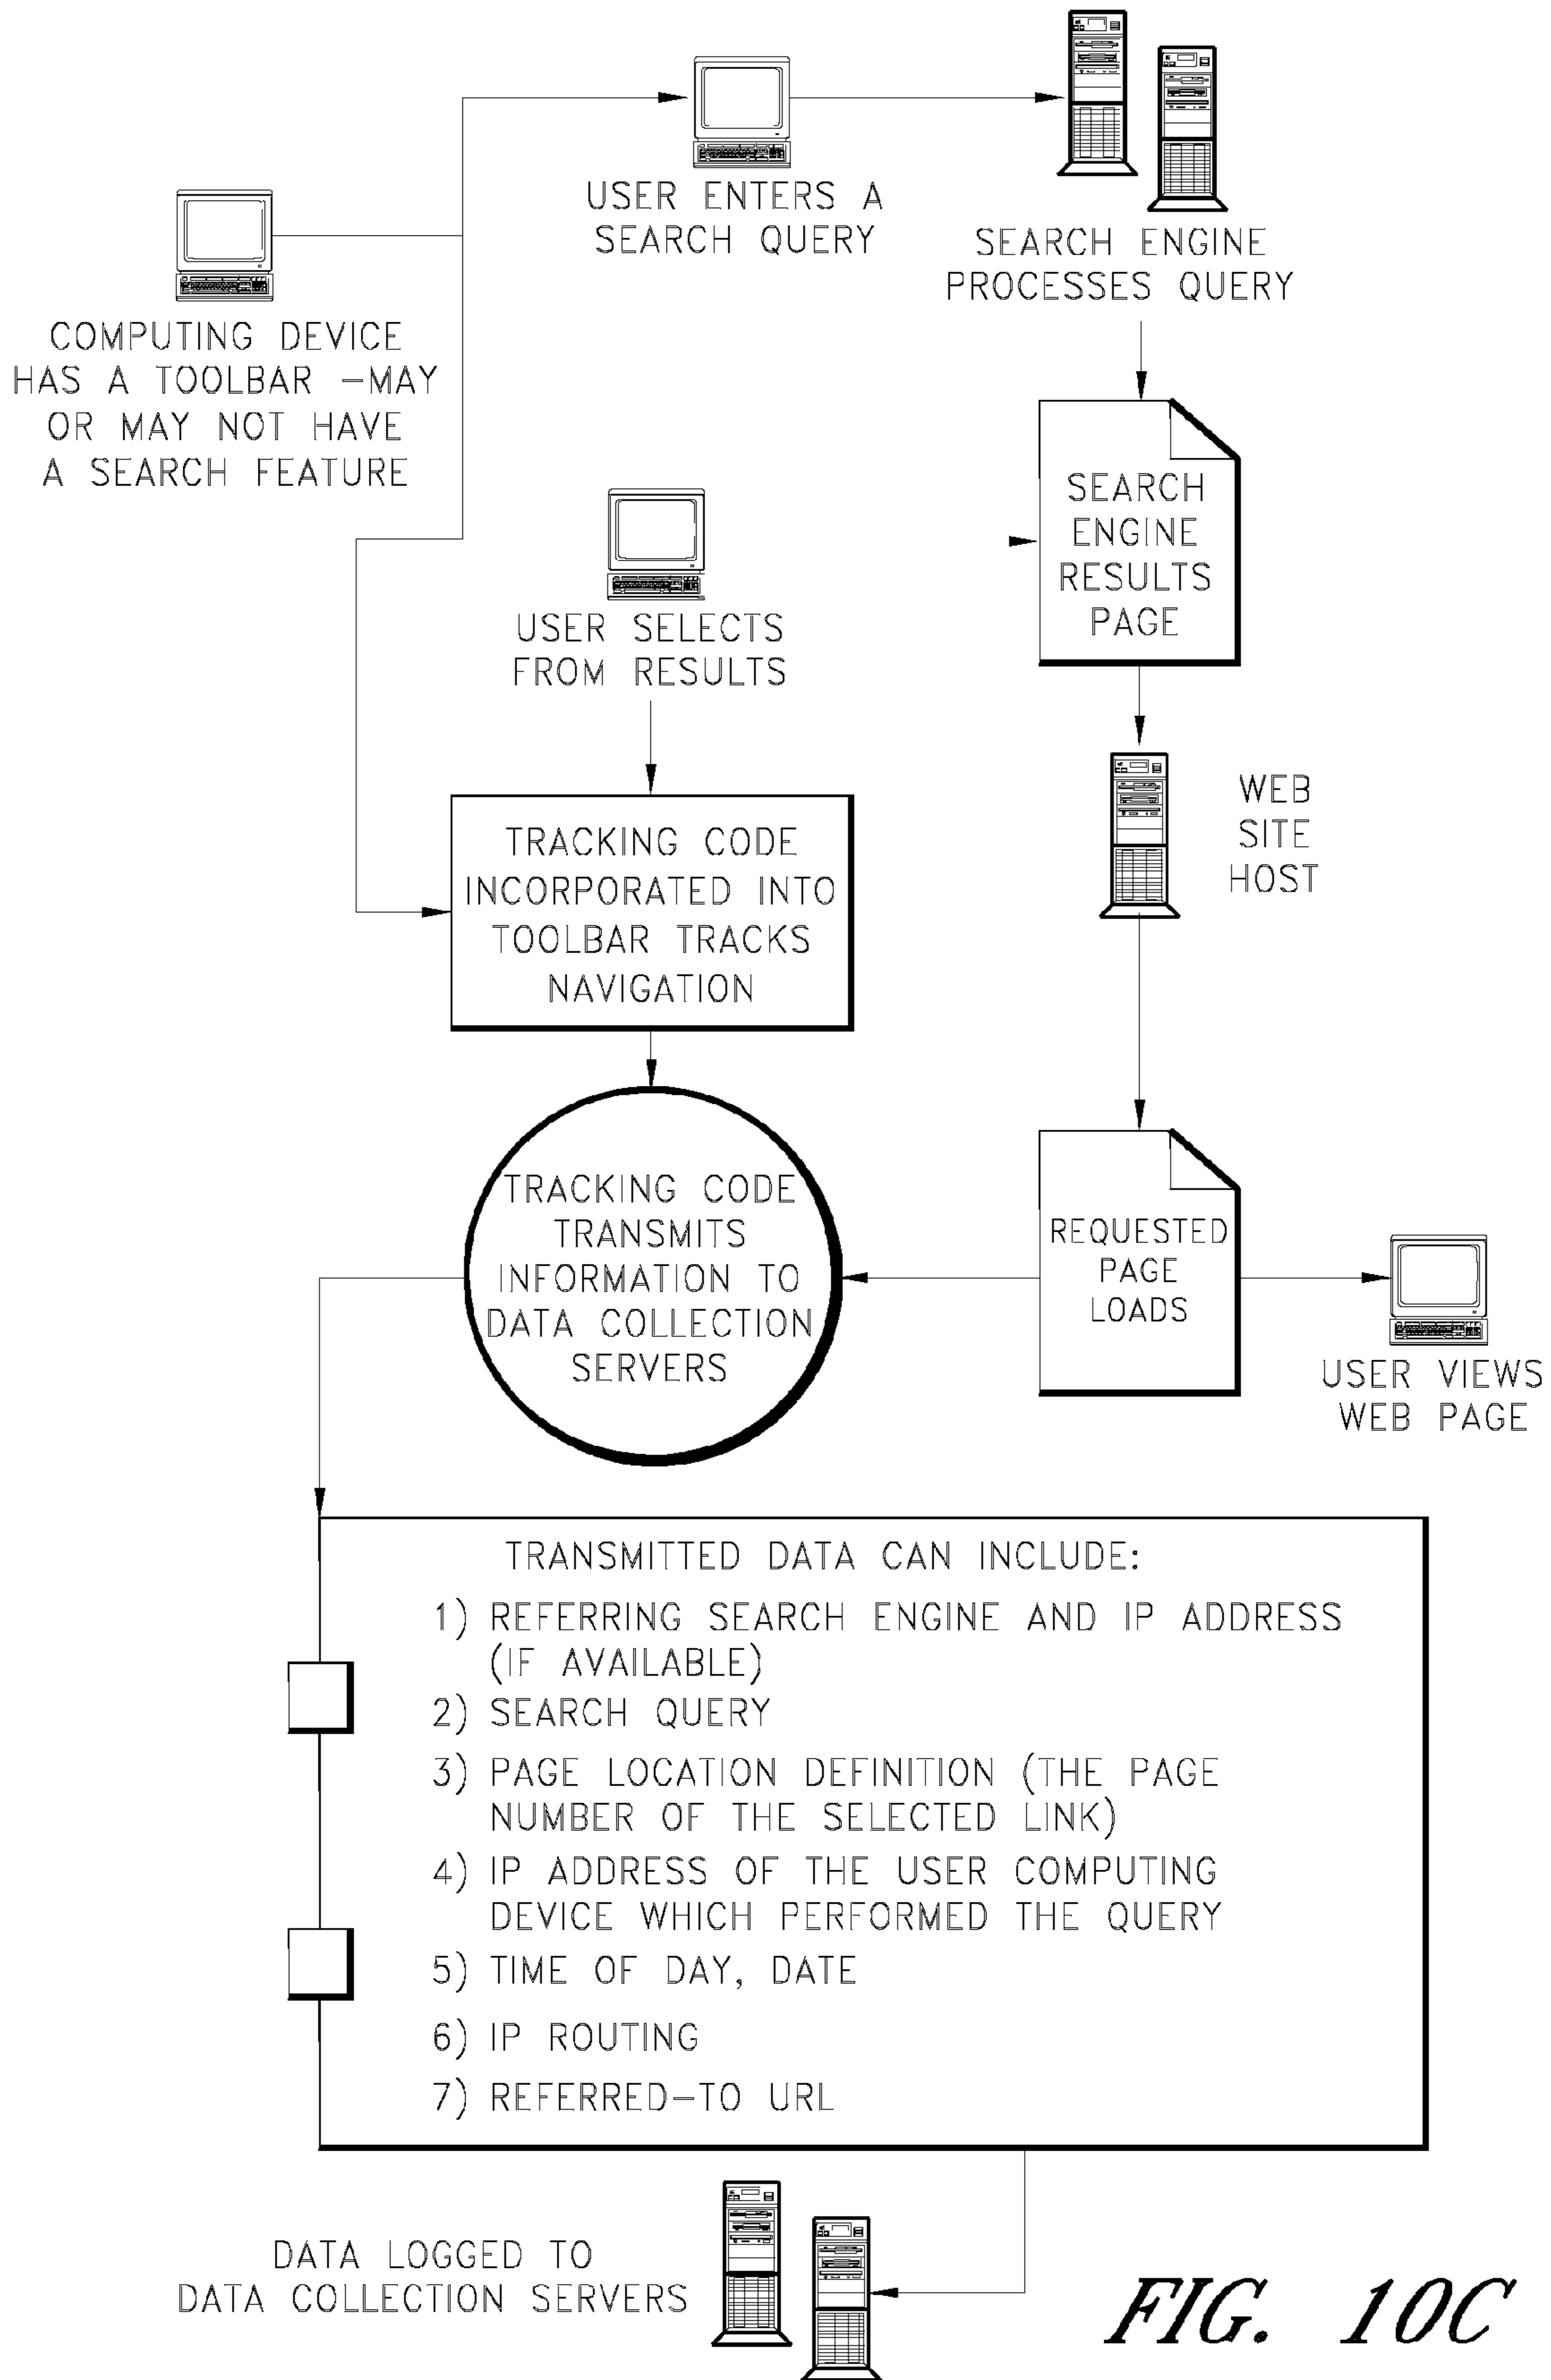 USER ENTERS A
SEARCH QUERY
SEARCH ENGINE
PROCESSES QUERY
COMPUTING DEVICE
HAS A TOOLBAR –MAY
OR MAY NOT HAVE
A SEARCH FEATURE
SEARCH
ENGINE
RESULTS
PAGE
USER SELECTS
FROM RESULTS
WEB
SITE
HOST
TRACKING CODE
INCORPORATED INTO
TOOLBAR TRACKS
NAVIGATION
TRACKING CODE
TRANSMITS
INFORMATION TO
DATA COLLECTION
SERVERS
REQUESTED
PAGE
LOADS
USER VIEWS
WEB PAGE
TRANSMITTED DATA CAN INCLUDE:
1) REFERRING SEARCH ENGINE AND IP ADDRESS
(IF AVAILABLE)
2) SEARCH QUERY
3) PAGE LOCATION DEFINITION (THE PAGE
NUMBER OF THE SELECTED LINK)
4) IP ADDRESS OF THE USER COMPUTING
DEVICE WHICH PERFORMED THE QUERY
5) TIME OF DAY, DATE
6) IP ROUTING
7) REFERRED–TO URL
DATA LOGGED TO
DATA COLLECTION SERVERS
FIG. 10C